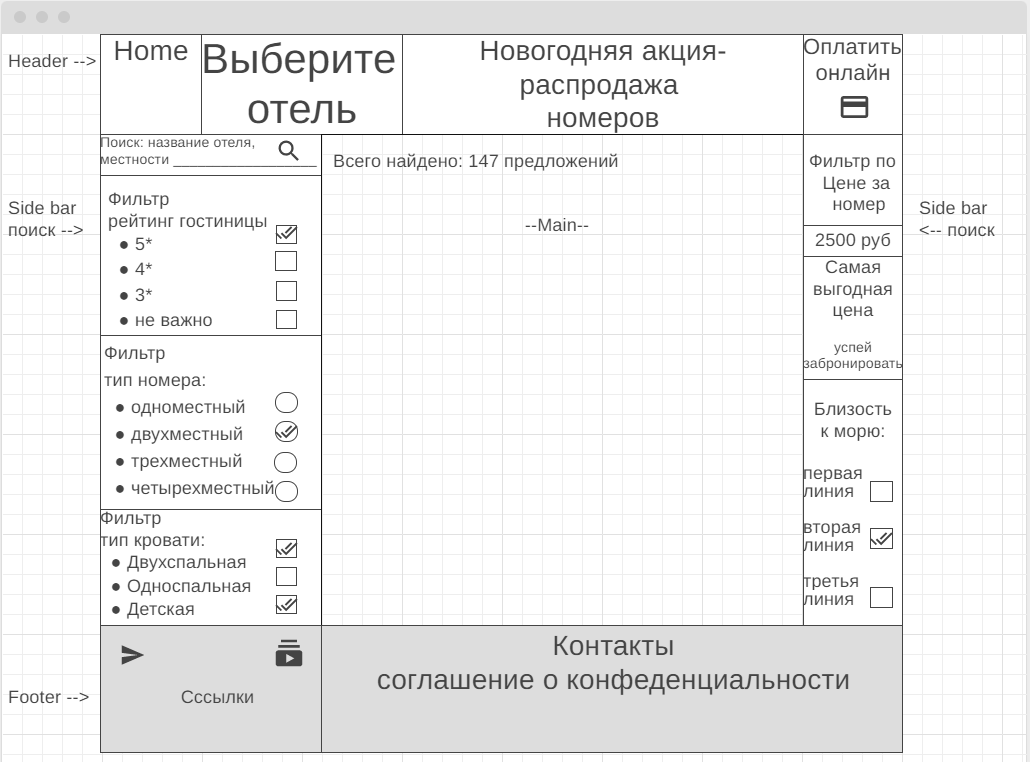 Header -->
Home
Выберите
отель
Новогодняя акция-
распродажа
номеров
Оплатить
онлайн
Поиск: название отеля,
местности ________________
Side bar
поиск -->
Фильтр
рейтинг гостиницы
● 5*
● 4*
● 3*
● не важно
Фильтр
тип номера:
● одноместный
● двухместный
● трехместный
● четырехместный
Фильтр
тип кровати:
● Двухспальная
● Односпальная
● Детская
Всего найдено: 147 предложений
--Main--
Фильтр по
Цене за
номер
2500 руб
Самая
выгодная
цена
успей
забронировать
Близость
к морю:
первая
линия
вторая
линия
третья
линия
Side bar
<-- поиск
Footer -->
Сссылки
Контакты
соглашение о конфеденциальности